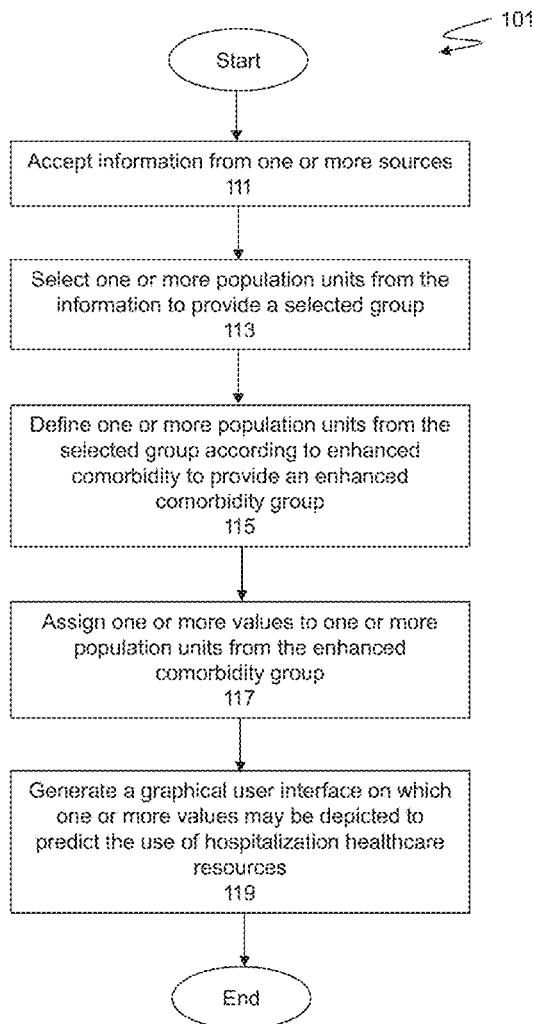 101
Start
Accept information from one or more sources
111
Select one or more population units from the
information to provide a selected group
113
Define one or more population units from the
selected group according to enhanced
comorbidity to provide an enhanced
comorbidity group
115
Assign one or more values to one or more
population units from the enhanced
comorbidity group
117
Generate a graphical user interface on which
one or more values may be depicted to
predict the use of hospitalization healthcare
resources
119
End